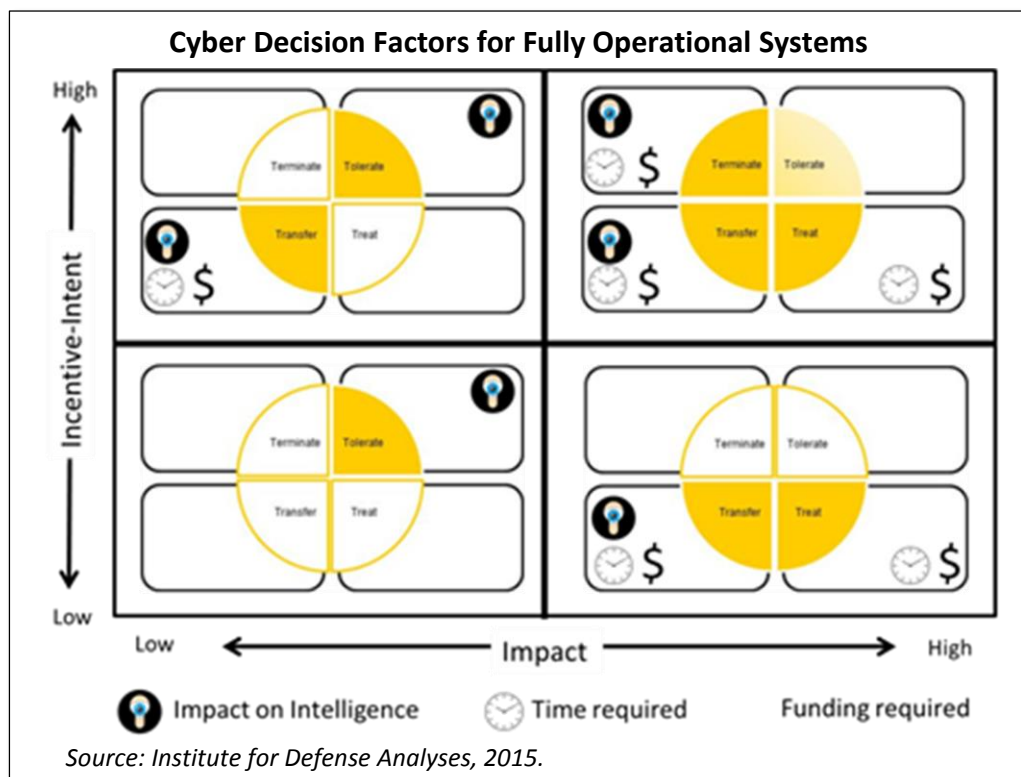 Cyber Decision Factors for Fully Operational Systems
High
Incentive-Intent
Low
Terminate Tolerate
Transfer Treat
$
Terminate Tolerate
$
Transfer Treat
$ $
Terminate Tolerate
Transfer Treat
Terminate Tolerate
Transfer Treat
$ $
Low Impact High
Impact on Intelligence Time required Funding required
Source: Institute for Defense Analyses, 2015.